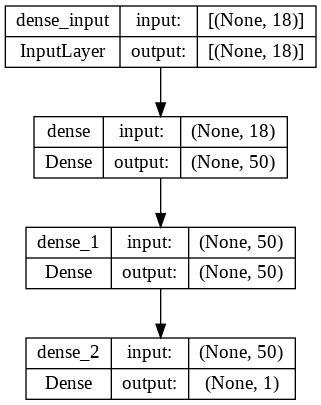 dense_input input: [(None, 18)]
InputLayer output: [(None, 18)]
dense input: (None, 18)
Dense output: (None, 50)
dense_1 input: (None, 50)
Dense output: (None, 50)
dense_2 input: (None, 50)
Dense output: (None, 1)